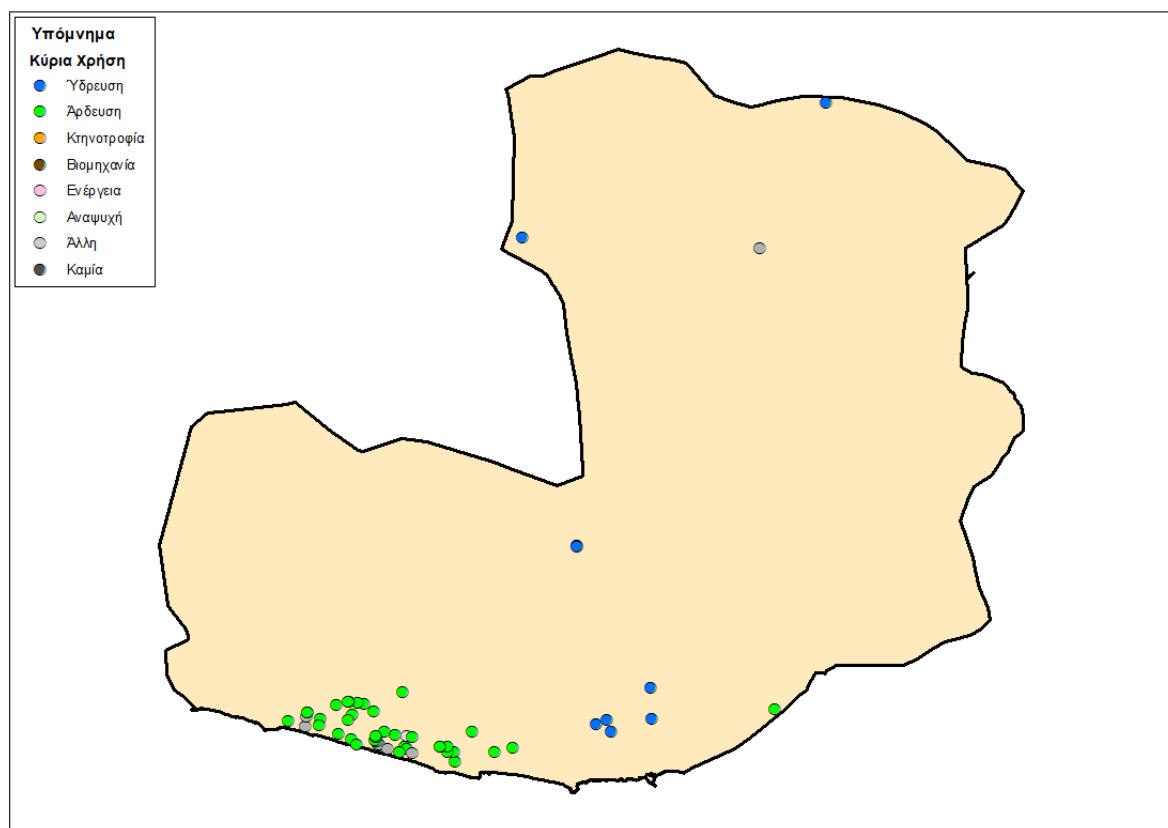 Υπόμνημα
Κύρια Χρήση
Ύδρευση
Άρδευση
Κτηνοτροφία
Βιομηχανία
Ενέργεια
Αναψυχή
Άλλη
Καμία